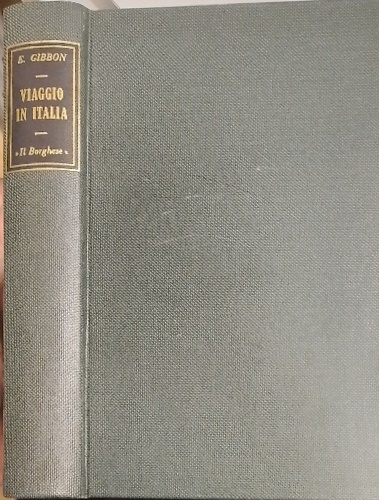 E. GIBBON
VIAGGIO
IN ITALIA
«Il Borghese»